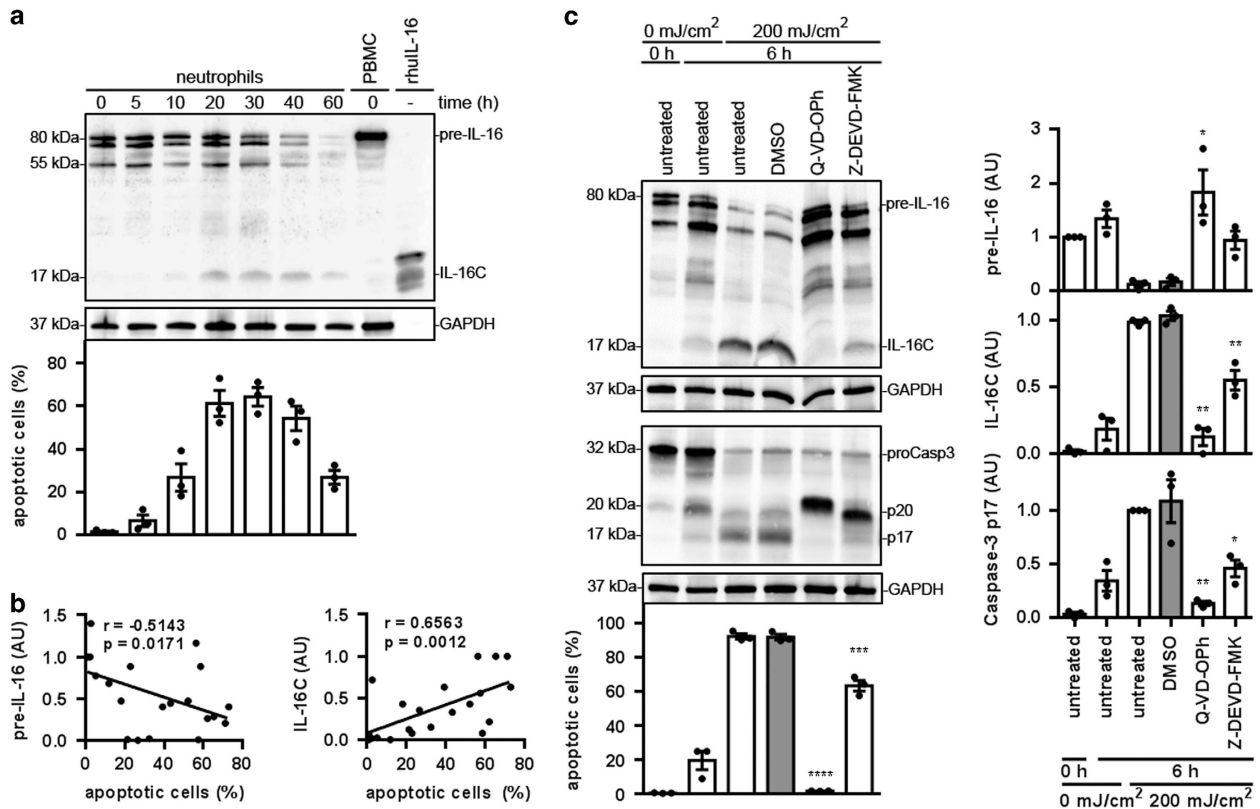 a
neutrophils PBMC rhuIL-16
0 5 10 20 30 40 60 0 - time (h)
80 kDa pre-IL-16
55 kDa
17 kDa IL-16C
37 kDa GAPDH
apoptotic cells (%)
80
60
40
20
0
b
pre-IL-16 (AU)
1.5
1.0
0.5
0.0
r = -0.5143
p = 0.0171
0 20 40 60 80
apoptotic cells (%)
IL-16C (AU)
1.5
1.0
0.5
0.0
r = 0.6563
p = 0.0012
0 20 40 60 80
apoptotic cells (%)
c
0 mJ/cm2 200 mJ/cm2
0 h 6 h
untreated untreated untreated DMSO Q-VD-OPh Z-DEVD-FMK
80 kDa pre-IL-16
17 kDa IL-16C
37 kDa GAPDH
32 kDa proCasp3
20 kDa p20
17 kDa p17
37 kDa GAPDH
apoptotic cells (%)
100
80
60
40
20
0
**** ***
pre-IL-16 (AU)
3
2
1
0
*
IL-16C (AU)
1.0
0.5
0.0
** **
Caspase-3 p17 (AU)
1.0
0.5
0.0
** *
untreated untreated untreated DMSO Q-VD-OPh Z-DEVD-FMK
0 h 6 h
0 mJ/cm2 200 mJ/cm2